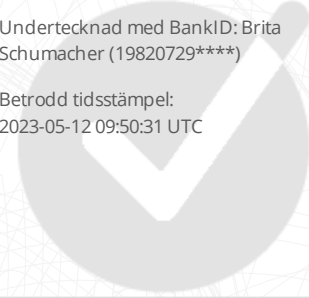 Undertecknad med BankID: Brita
Schumacher (19820729****)
Betrodd tidsstämpel:
2023-05-12 09:50:31 UTC